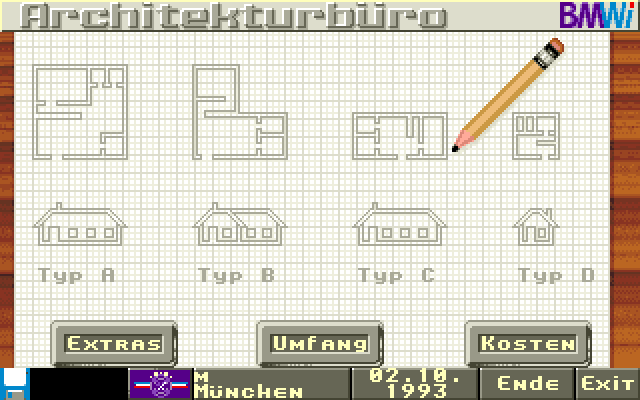 Architekturbüro
BMWi
Typ A
Typ B
Typ C
Typ D
EXTRAS
UMFANG
KOSTEN
M
MÜNCHEN
02.10.
1993
ENDE
EXIT